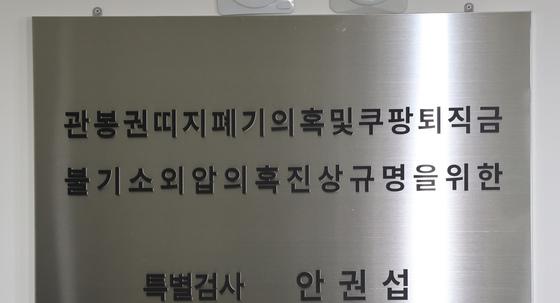 관봉권띠지폐기의혹및쿠팡퇴직금
불기소외압의혹진상규명을위한
특별검사 안권섭